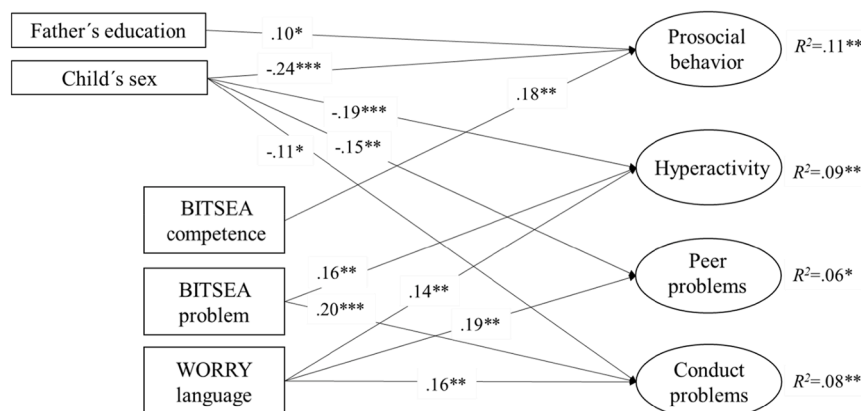 Father´s education
.10*
Prosocial
behavior
R²=.11**
Child´s sex
-.24***
.18**
-.19***
-.11*
-.15**
Hyperactivity
R²=.09**
BITSEA
competence
BITSEA
problem
.16**
.20***
.14**
.19**
Peer
problems
R²=.06*
WORRY
language
.16**
Conduct
problems
R²=.08**